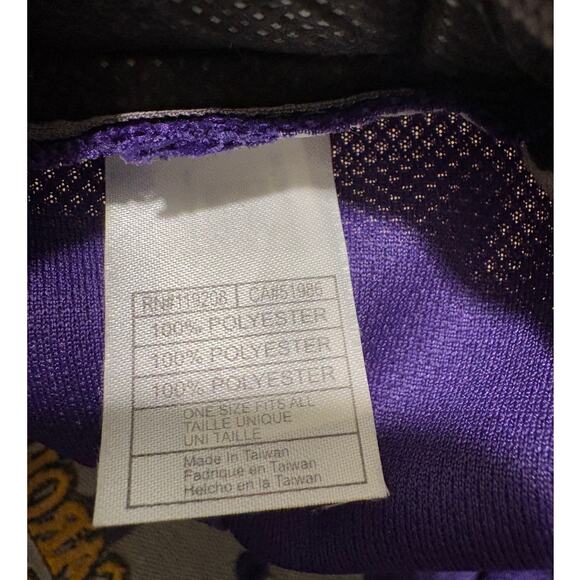 RN#119208 CA#51986
100% POLYESTER
100% POLYESTER
100% POLYESTER
ONE SIZE FITS ALL
TAILLE UNIQUE
UNI TAILLE
Made In Taiwan
Fabrique en Taiwan
Helcho en la Taiwan